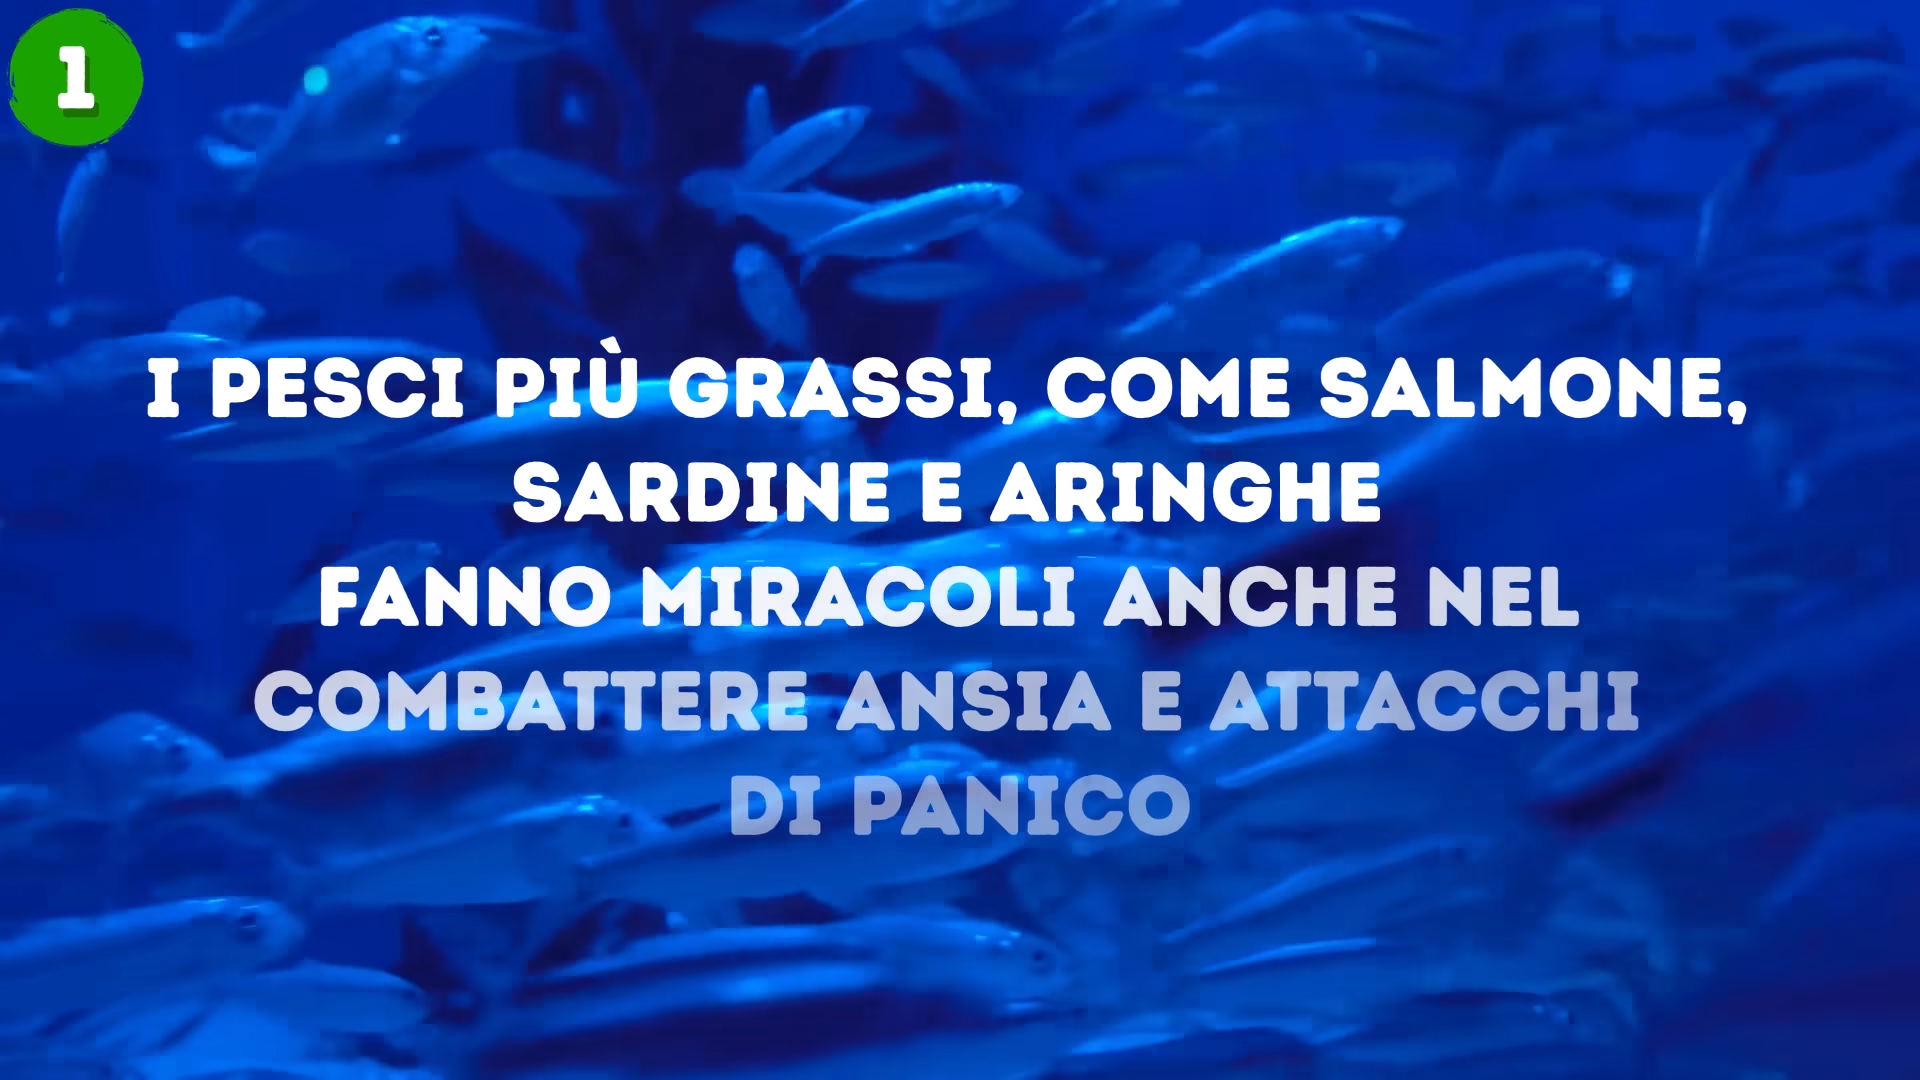 1
I PESCI PIÙ GRASSI, COME SALMONE,
SARDINE E ARINGHE
FANNO MIRACOLI ANCHE NEL
COMBATTERE ANSIA E ATTACCHI
DI PANICO